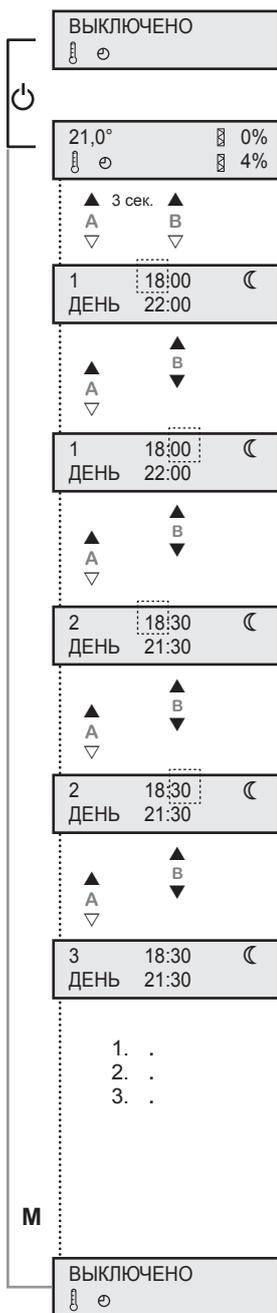 ВЫКЛЮЧЕНО
21,0° 0%
4%
3 сек.
A B
1 18:00
ДЕНЬ 22:00
B
A
1 18:00
ДЕНЬ 22:00
B
A
2 18:30
ДЕНЬ 21:30
B
A
2 18:30
ДЕНЬ 21:30
B
A
3 18:30
ДЕНЬ 21:30
1. .
2. .
3. .
M
ВЫКЛЮЧЕНО